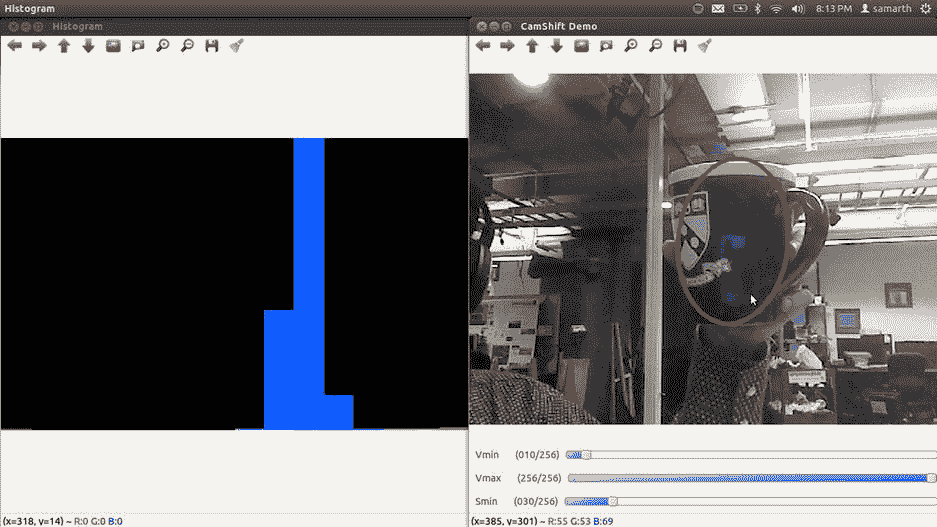 Histogram
8:13 PM samarth
Histogram
CamShift Demo
Vmin (010/256)
Vmax (256/256)
Smin (030/256)
(x=318, y=14) ~ R:0 G:0 B:0
(x=385, y=301) ~ R:55 G:53 B:69